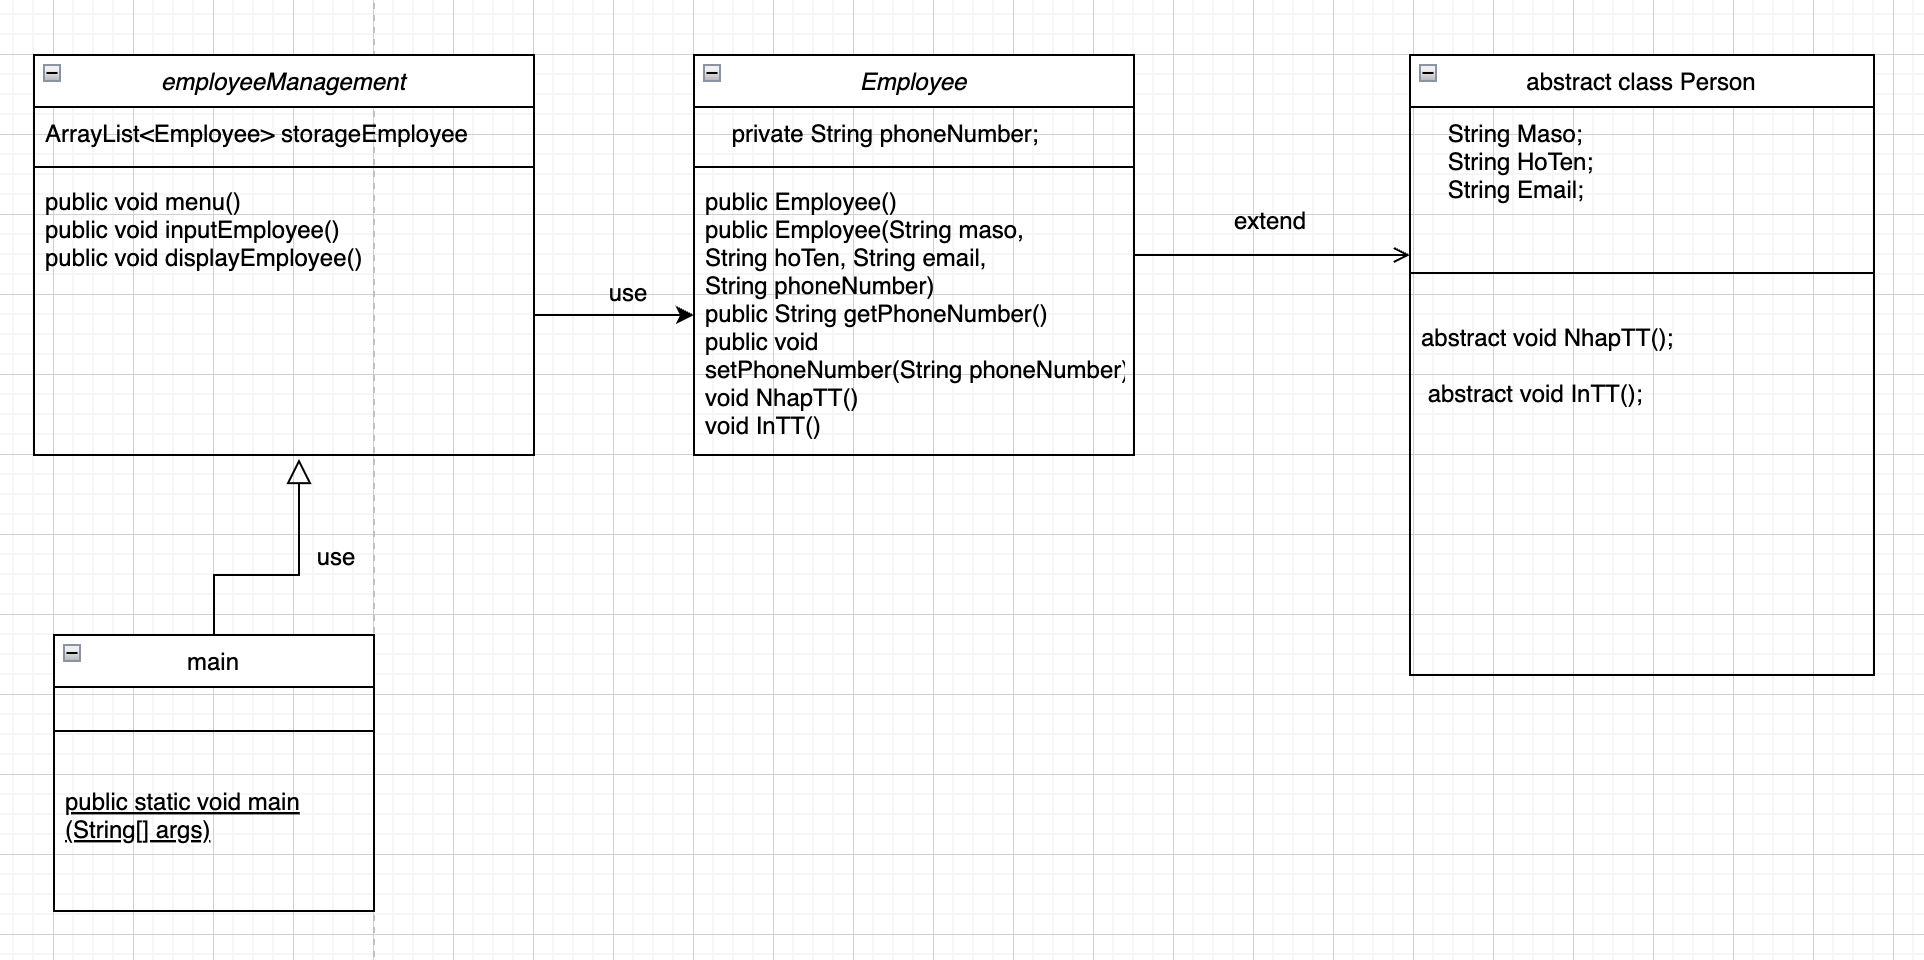 employeeManagement
ArrayList<Employee> storageEmployee
public void menu()
public void inputEmployee()
public void displayEmployee()
use
Employee
private String phoneNumber;
public Employee()
public Employee(String maso,
String hoTen, String email,
String phoneNumber)
public String getPhoneNumber()
public void
setPhoneNumber(String phoneNumber)
void NhapTT()
void InTT()
extend
abstract class Person
String Maso;
String HoTen;
String Email;
abstract void NhapTT();
abstract void InTT();
use
main
public static void main
(String[] args)